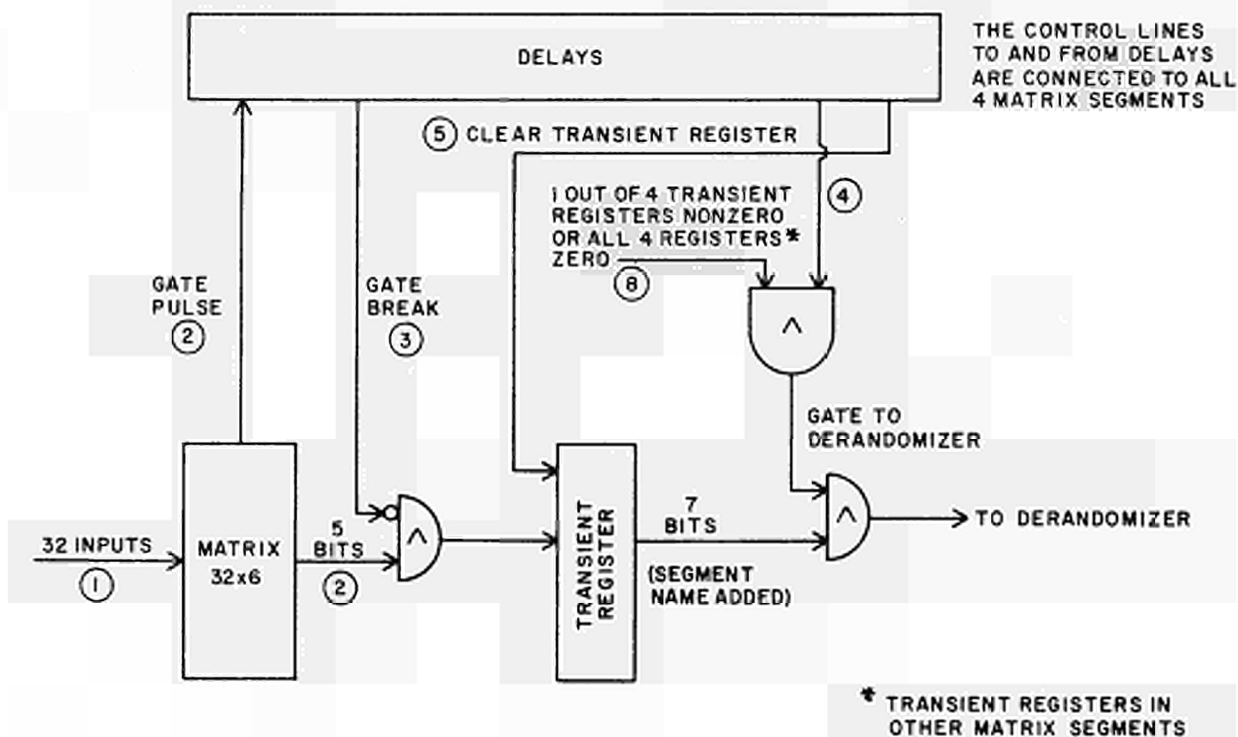 DELAYS
THE CONTROL LINES
TO AND FROM DELAYS
ARE CONNECTED TO ALL
4 MATRIX SEGMENTS
5 CLEAR TRANSIENT REGISTER
1 OUT OF 4 TRANSIENT
REGISTERS NONZERO
OR ALL 4 REGISTERS*
ZERO
8
4
GATE
PULSE
2
GATE
BREAK
3
^
GATE TO
DERANDOMIZER
32 INPUTS
1
MATRIX
32x6
5
BITS
2
^
TRANSIENT
REGISTER
7
BITS
(SEGMENT
NAME ADDED)
^
TO DERANDOMIZER
* TRANSIENT REGISTERS IN
OTHER MATRIX SEGMENTS